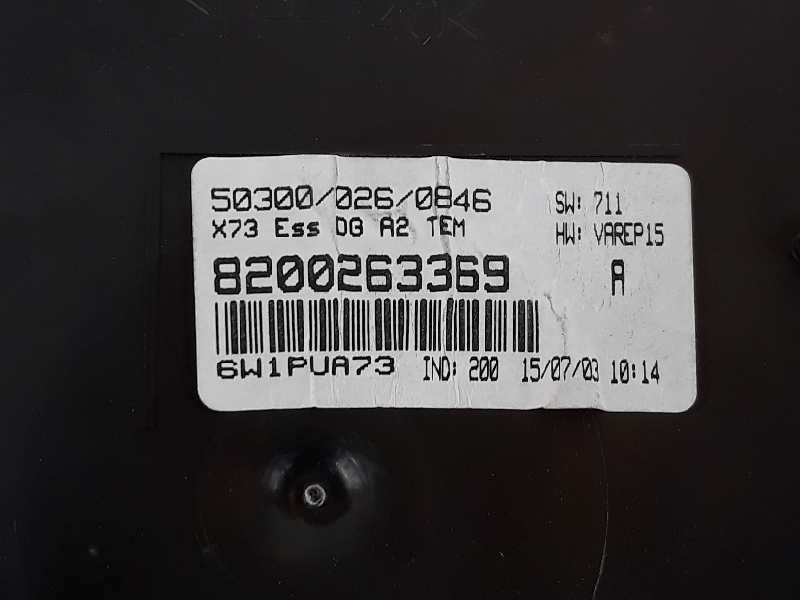 50300/026/0846 SW: 711
X73 Ess DG A2 TEM HW: VAREP15
8200263369 A
6W1PUA73 IND: 200 15/07/03 10:14